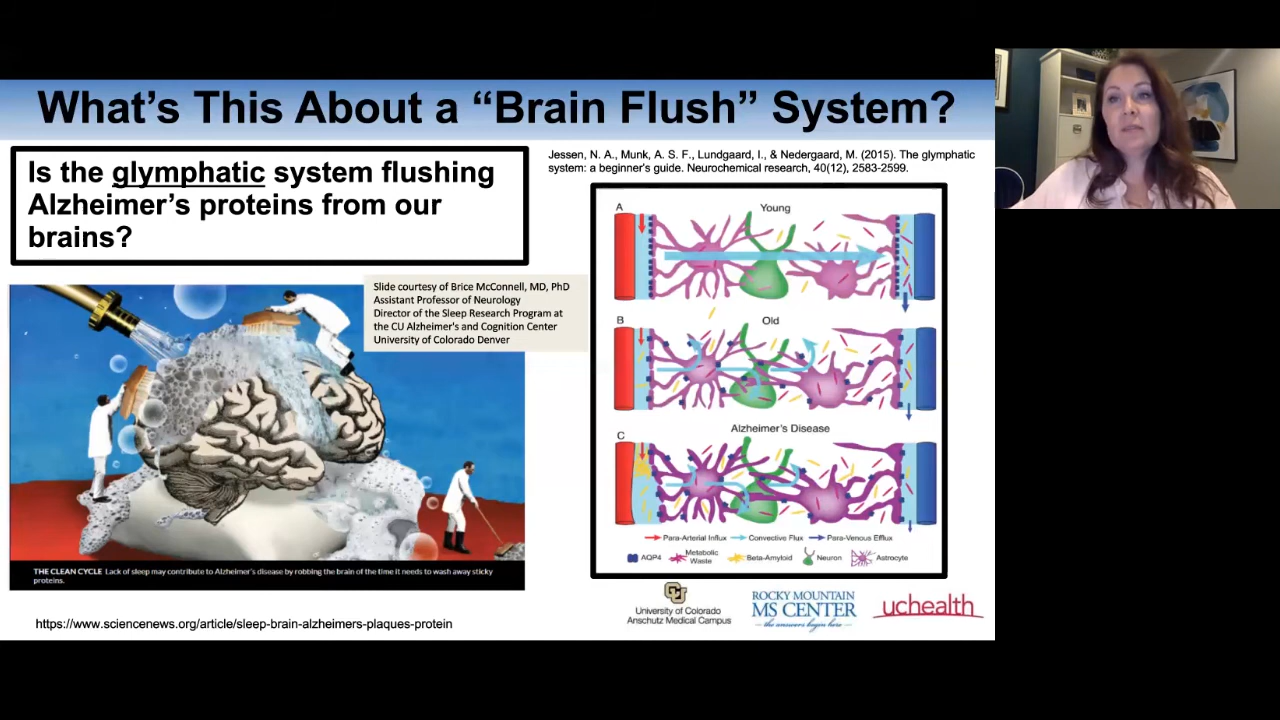 What's This About a “Brain Flush” System?
Is the glymphatic system flushing
Alzheimer's proteins from our
brains?
Jessen, N. A., Munk, A. S. F., Lundgaard, I., & Nedergaard, M. (2015). The glymphatic
system: a beginner's guide. Neurochemical research, 40(12), 2583-2599.
Slide courtesy of Brice McConnell, MD, PhD
Assistant Professor of Neurology
Director of the Sleep Research Program at
the CU Alzheimer's and Cognition Center
University of Colorado Denver
THE CLEAN CYCLE Lack of sleep may contribute to Alzheimer's disease by robbing the brain of the time it needs to wash away sticky
proteins.
https://www.sciencenews.org/article/sleep-brain-alzheimers-plaques-protein
A
Young
B
Old
C
Alzheimer's Disease
Para-Arterial Influx
Convective Flux
Para-Venous Efflux
AQP4
Metabolic
Waste
Beta-Amyloid
Neuron
Astrocyte
CU
University of Colorado
Anschutz Medical Campus
ROCKY MOUNTAIN
MS CENTER
the answers begin here
uchealth